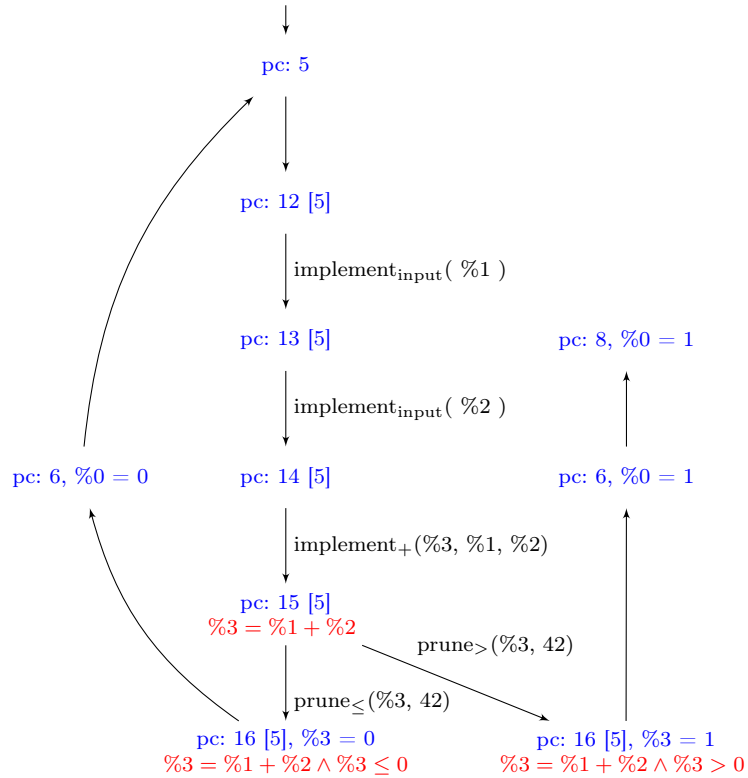 pc: 5
pc: 12 [5]
implement_input( %1 )
pc: 13 [5]
pc: 8, %0 = 1
implement_input( %2 )
pc: 6, %0 = 0
pc: 14 [5]
pc: 6, %0 = 1
implement_+(%3, %1, %2)
pc: 15 [5]
%3 = %1 + %2
prune_>(%3, 42)
prune_≤(%3, 42)
pc: 16 [5], %3 = 0
%3 = %1 + %2 ∧ %3 ≤ 0
pc: 16 [5], %3 = 1
%3 = %1 + %2 ∧ %3 > 0